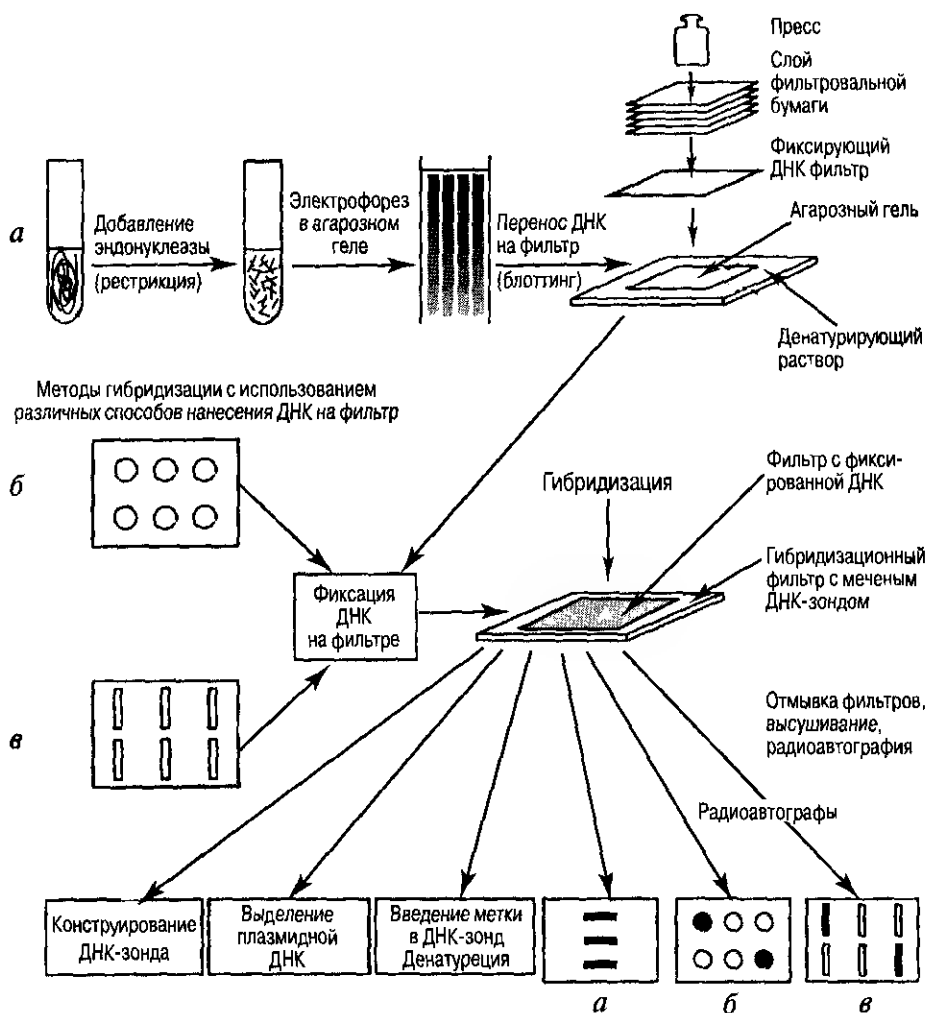 Пресс
Слой
фильтровальной
бумаги
Фиксирующий
ДНК фильтр
Агарозный гель
а
Добавление
эндонуклеазы
(рестрикция)
Электрофорез
в агарозном
геле
Перенос ДНК
на фильтр
(блоттинг)
Денатурирующий
раствор
Методы гибридизации с использованием
различных способов нанесения ДНК на фильтр
б
Гибридизация
Фильтр с фикси-
рованной ДНК
Гибридизационный
фильтр с меченым
ДНК-зондом
Фиксация
ДНК
на фильтре
в
Отмывка фильтров,
высушивание,
радиоавтография
Радиоавтографы
Конструирование
ДНК-зонда
Выделение
плазмидной
ДНК
Введение метки
в ДНК-зонд
Денатуреция
а
б
в